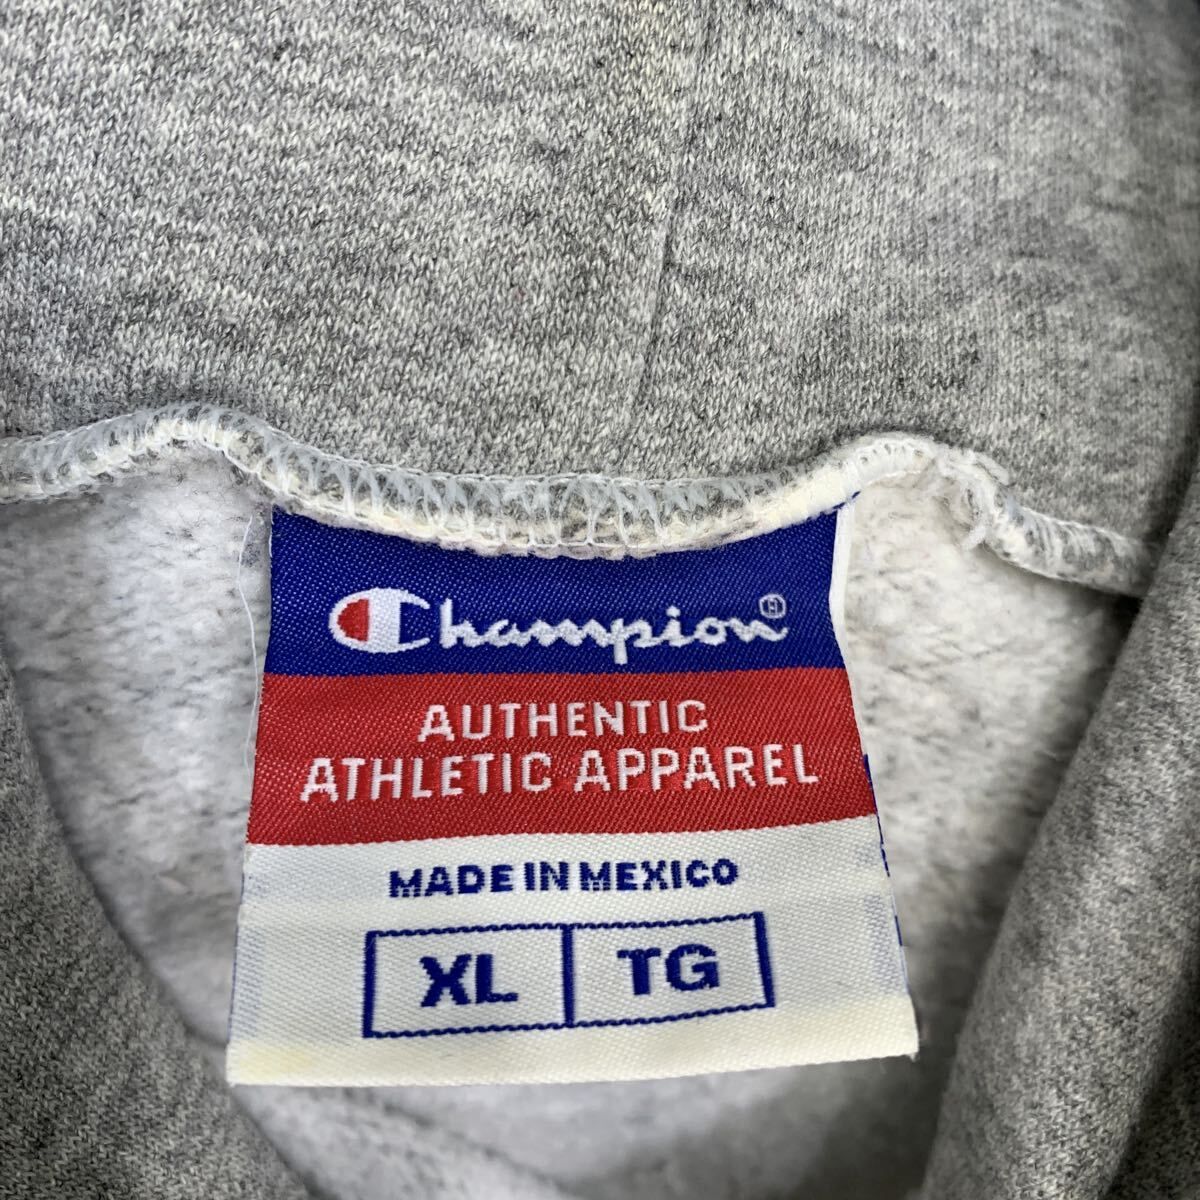 Champion®
AUTHENTIC
ATHLETIC APPAREL
MADE IN MEXICO
XL TG